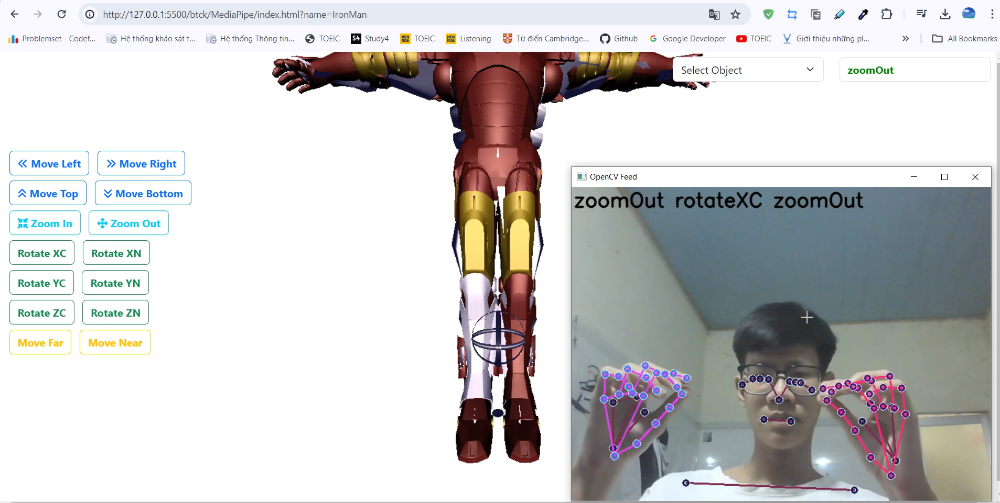 http://127.0.0.1:5500/btck/MediaPipe/index.html?name=IronMan
Problemset - Codef... Hệ thống khảo sát t... Hệ thống Thông tin... TOEIC S4 Study4 MEM RISE TOEIC MEM RISE Listening Từ điển Cambridge... Github Google Developer TOEIC Giới thiệu những pl... All Bookmarks
Select Object zoomOut
Move Left Move Right
Move Top Move Bottom
Zoom In Zoom Out
Rotate XC Rotate XN
Rotate YC Rotate YN
Rotate ZC Rotate ZN
Move Far Move Near
OpenCV Feed
zoomOut rotateXC zoomOut